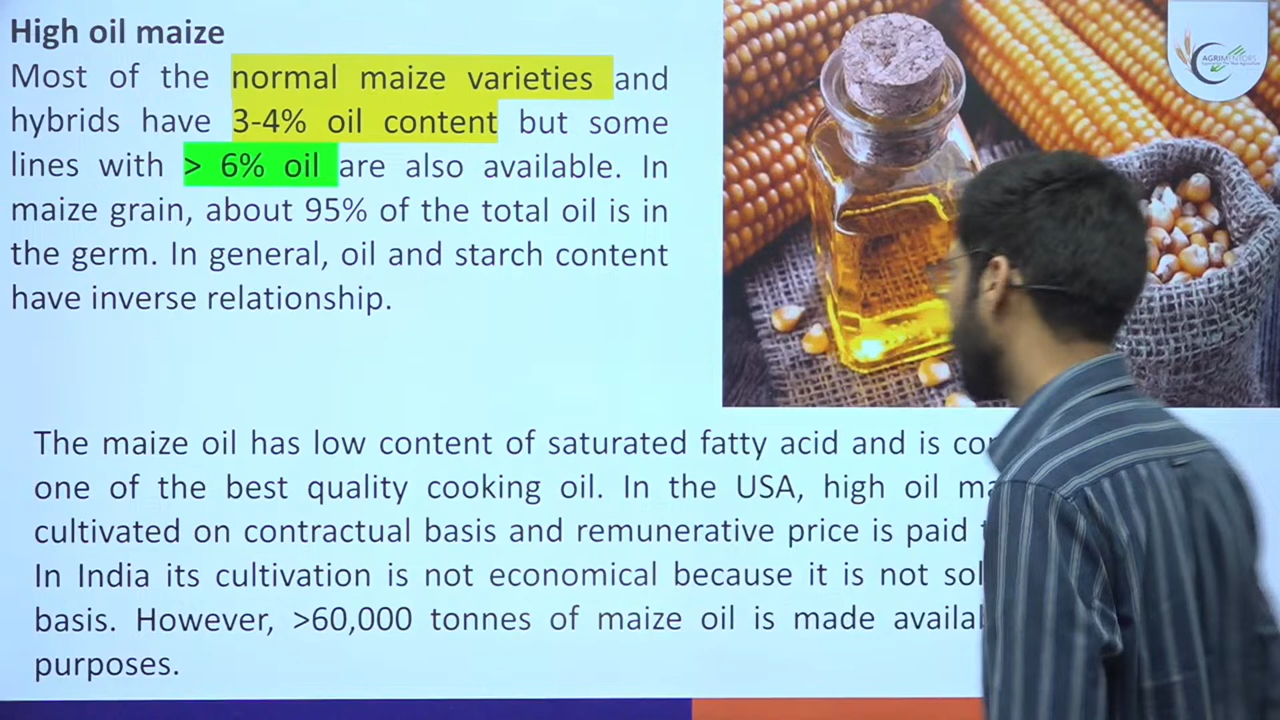 High oil maize
Most of the normal maize varieties and
hybrids have 3-4% oil content but some
lines with > 6% oil are also available. In
maize grain, about 95% of the total oil is in
the germ. In general, oil and starch content
have inverse relationship.
AGRIMENTORS
The maize oil has low content of saturated fatty acid and is
one of the best quality cooking oil. In the USA, high oil
cultivated on contractual basis and remunerative price is paid
In India its cultivation is not economical because it is not
basis. However, >60,000 tonnes of maize oil is made
purposes.